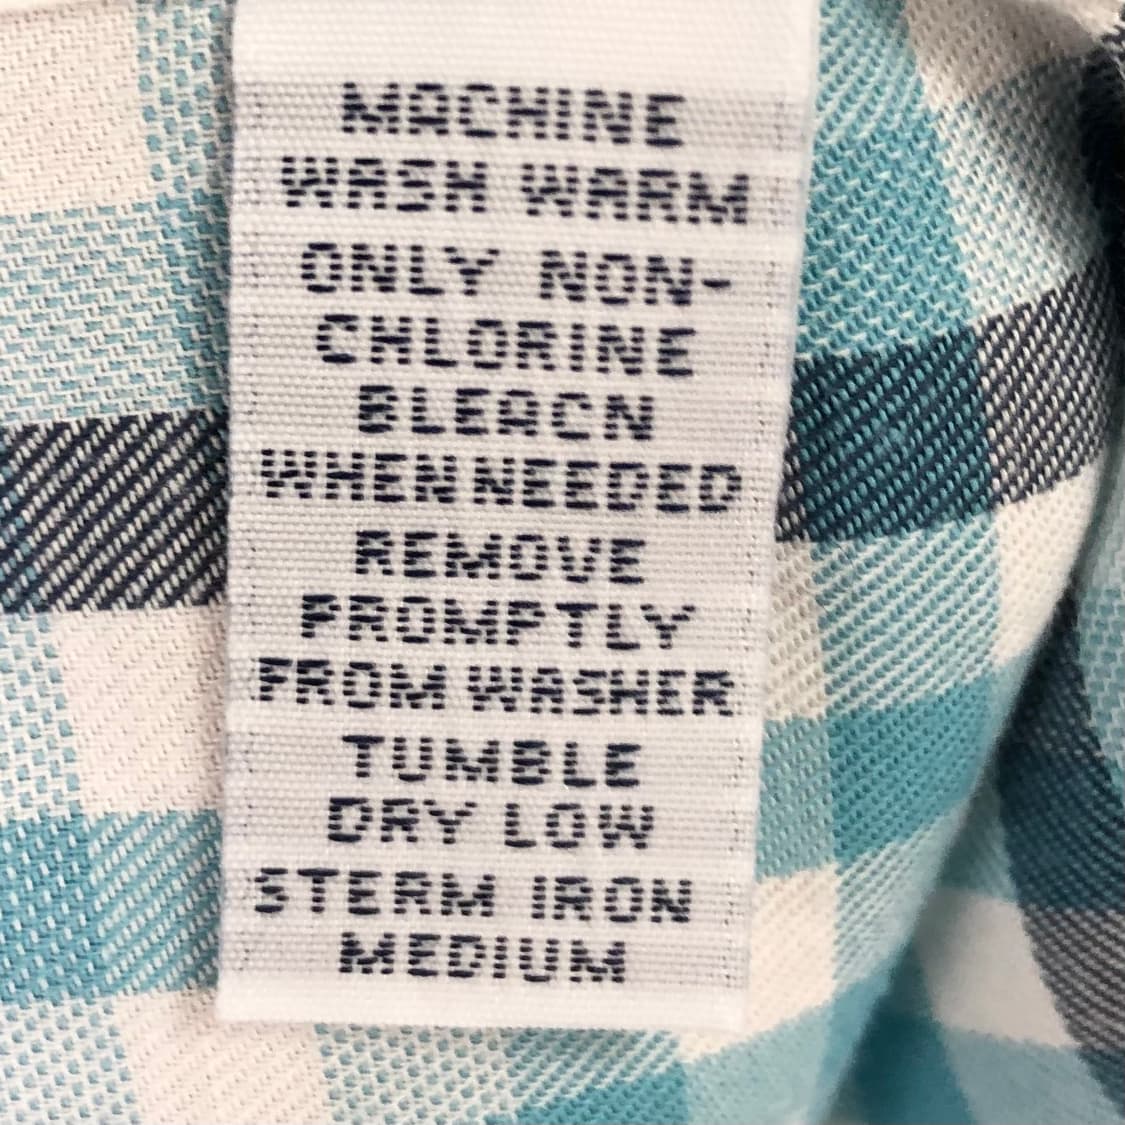 MACHINE
WASH WARM
ONLY NON-
CHLORINE
BLEACN
WHEN NEEDED
REMOVE
PROMPTLY
FROM WASHER
TUMBLE
DRY LOW
STERM IRON
MEDIUM